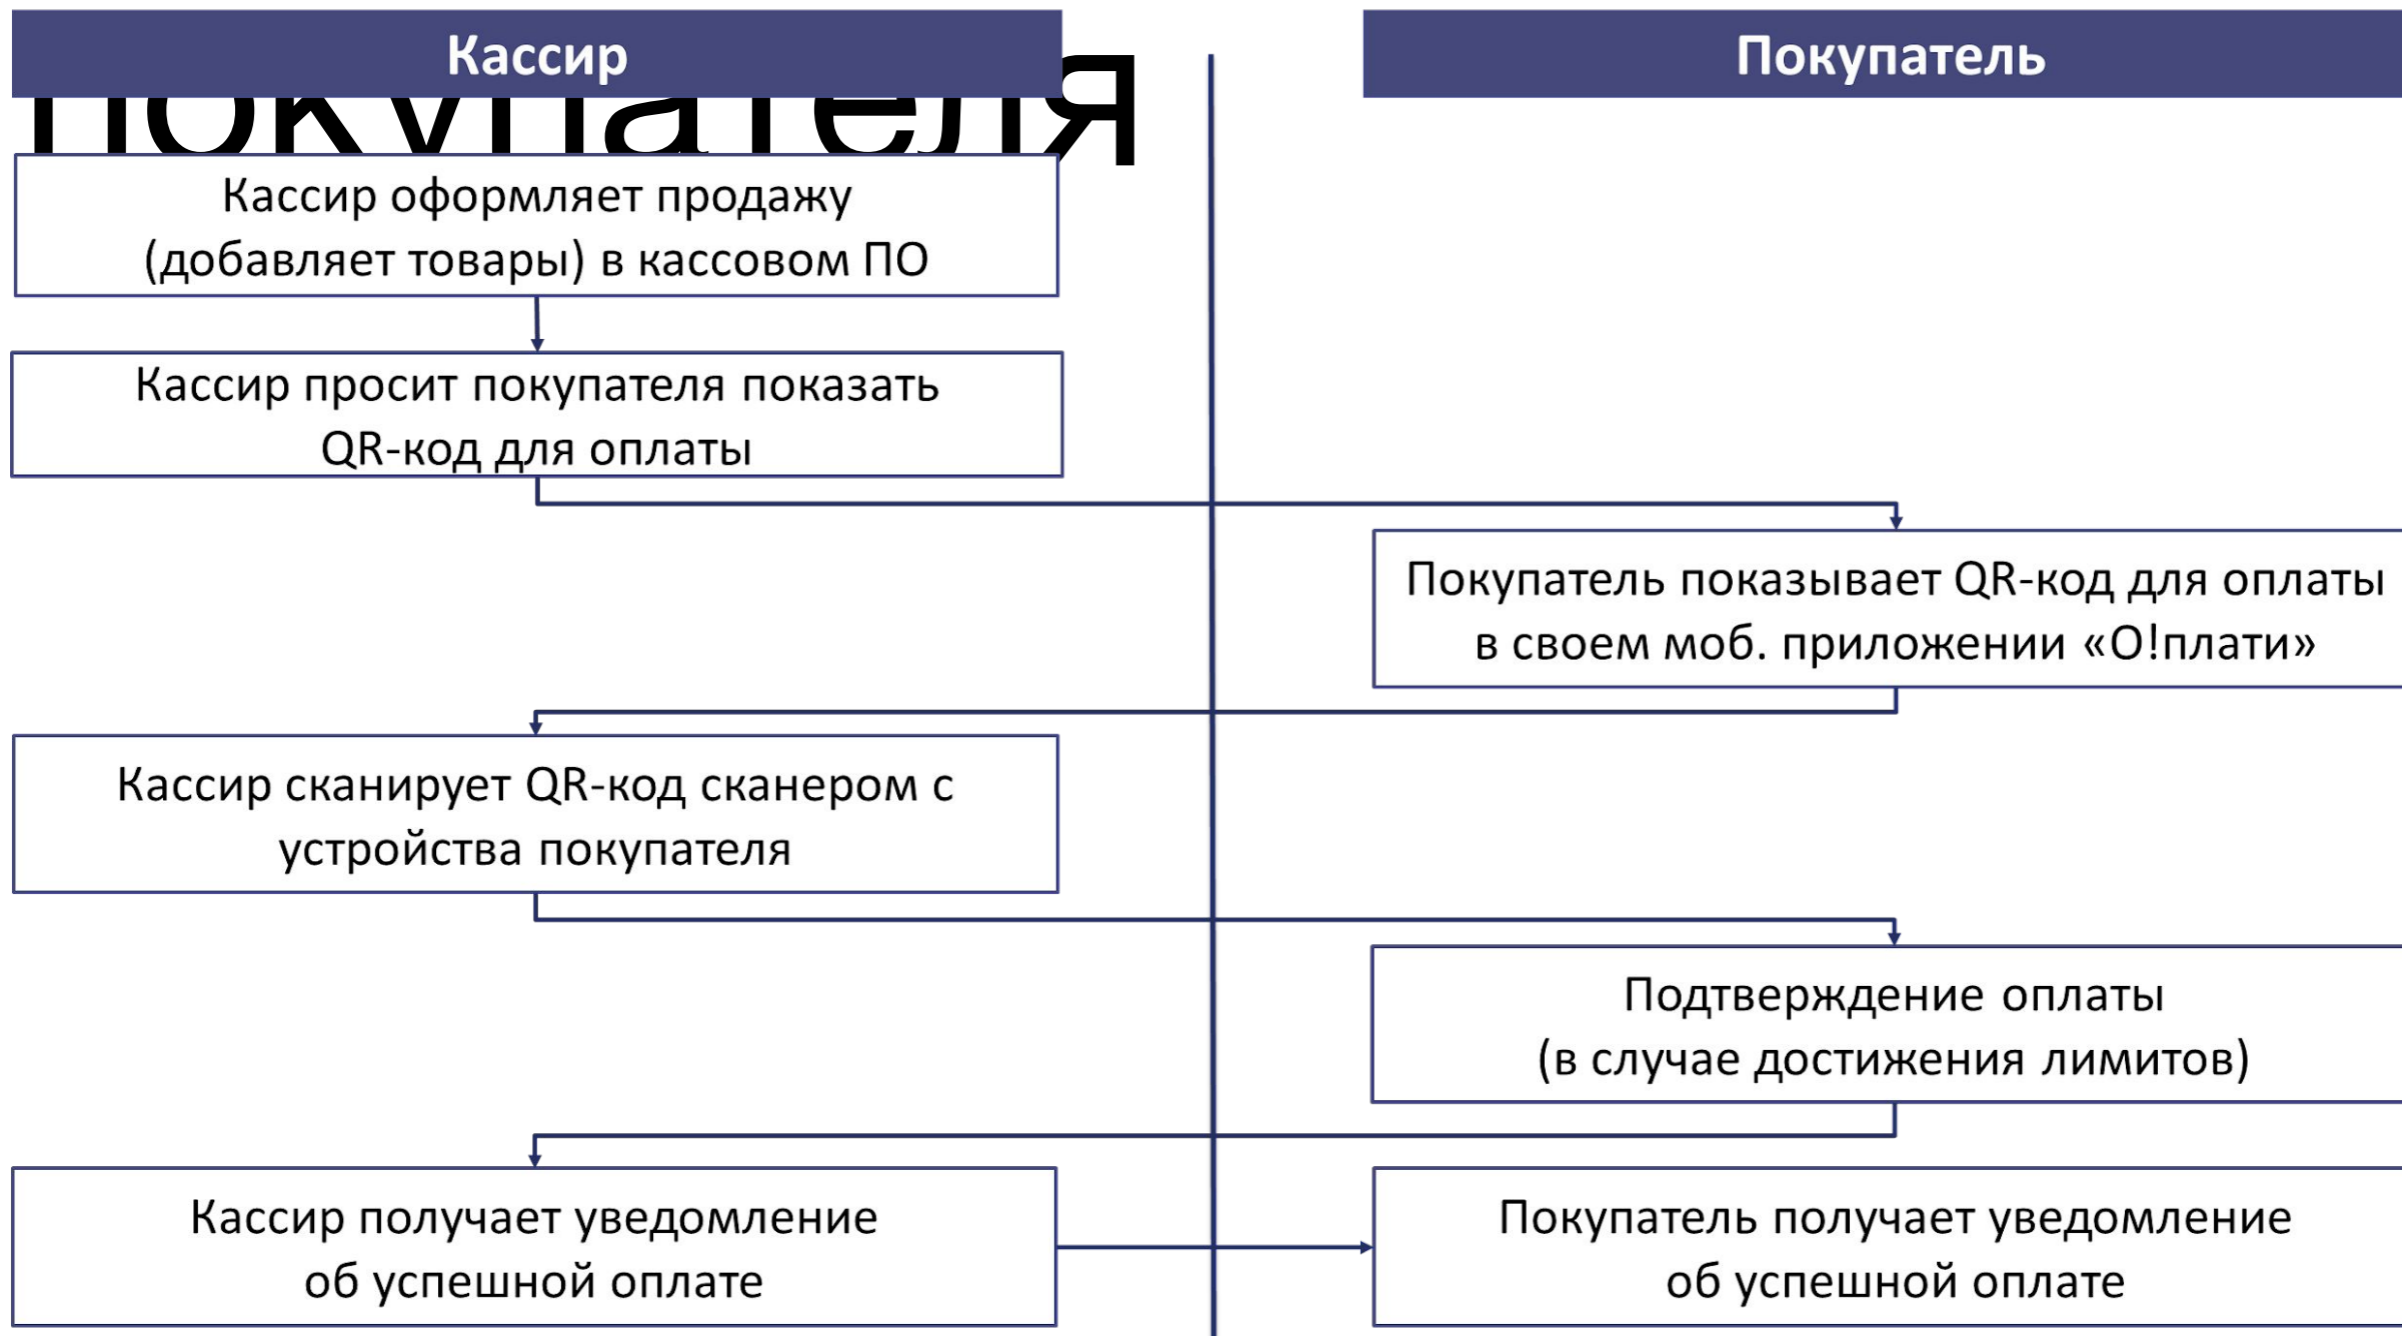 Кассир
Покупатель
покупателя
Кассир оформляет продажу
(добавляет товары) в кассовом ПО
Кассир просит покупателя показать
QR-код для оплаты
Покупатель показывает QR-код для оплаты
в своем моб. приложении «О!плати»
Кассир сканирует QR-код сканером с
устройства покупателя
Подтверждение оплаты
(в случае достижения лимитов)
Кассир получает уведомление
об успешной оплате
Покупатель получает уведомление
об успешной оплате